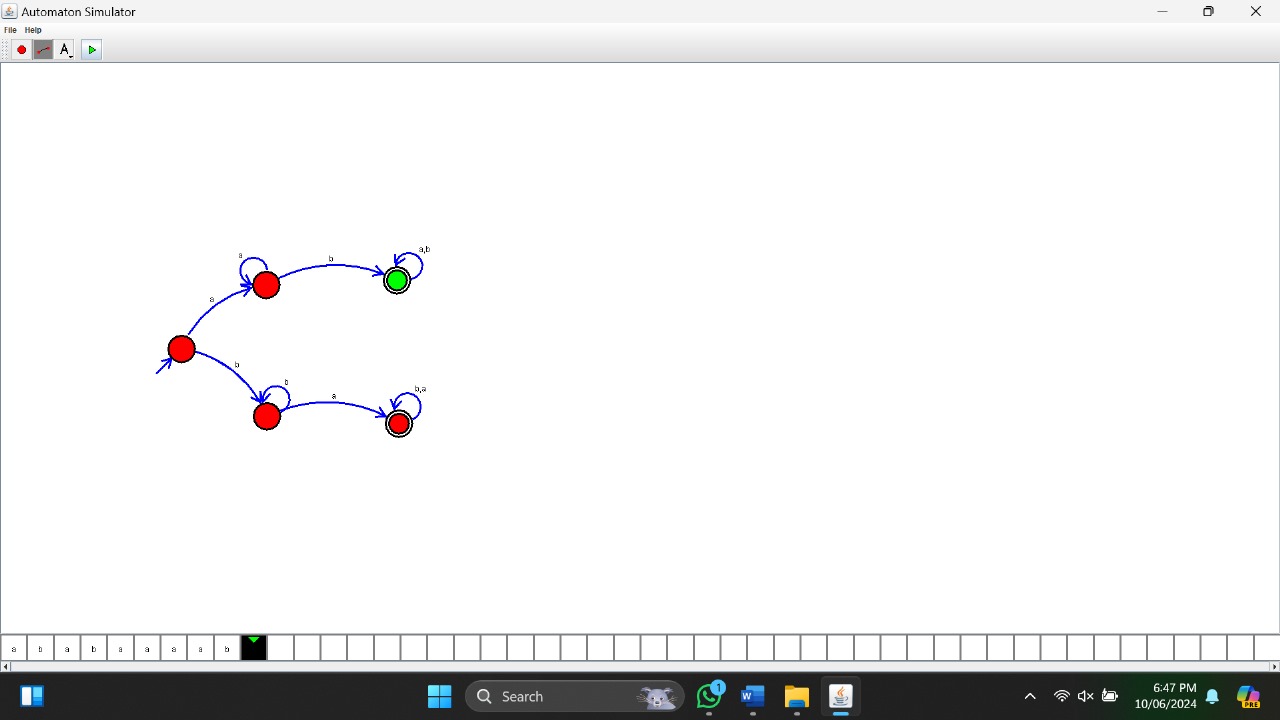 Automaton Simulator
File Help
A
a
b
a,b
a
b
b
a
b,a
a b a b a a a a b
Search
1
W
6:47 PM
10/06/2024
PRE